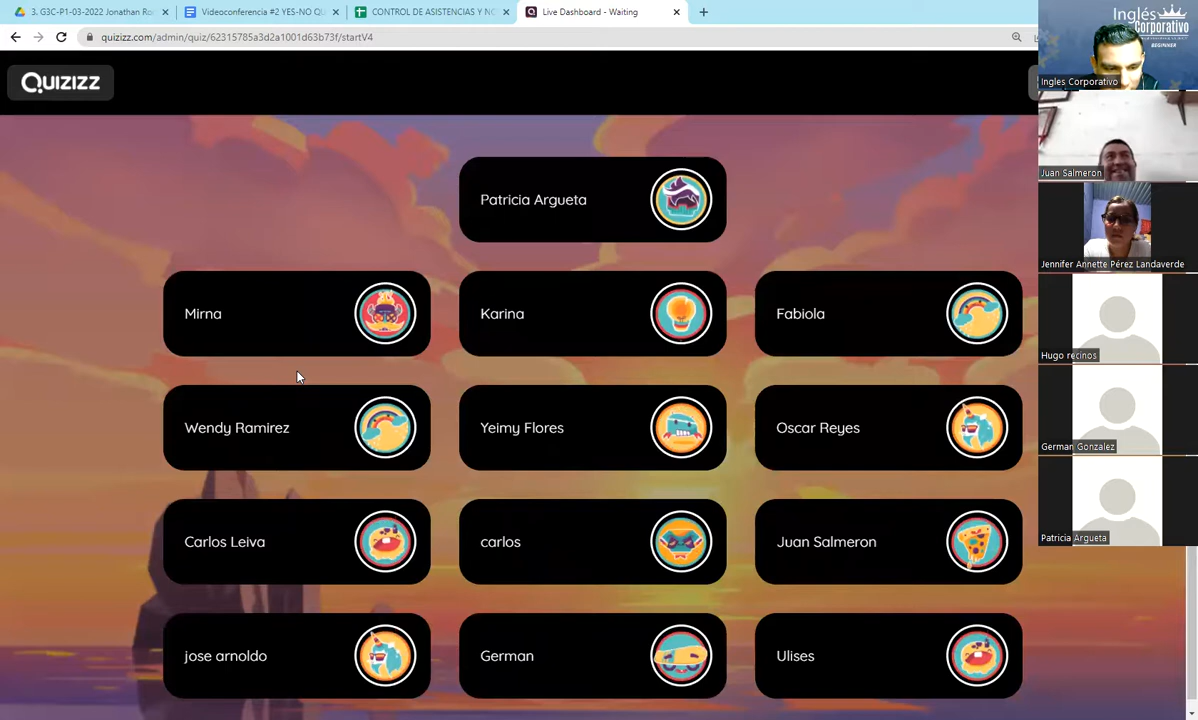 3. G3C-P1-03-2022 Jonathan Ro
Videoconferencia #2 YES-NO QU
CONTROL DE ASISTENCIAS Y NO
Live Dashboard - Waiting
quizizz.com/admin/quiz/62315785a3d2a1001d63b73f/startV4
Quizizz
Patricia Argueta
Mirna
Karina
Fabiola
Wendy Ramirez
Yeimy Flores
Oscar Reyes
Carlos Leiva
carlos
Juan Salmeron
jose arnoldo
German
Ulises
Inglés
Corporativo
BEGINNER
Ingles Corporativo
Juan Salmeron
Jennifer Annette Pérez Landaverde
Hugo recinos
German Gonzalez
Patricia Argueta